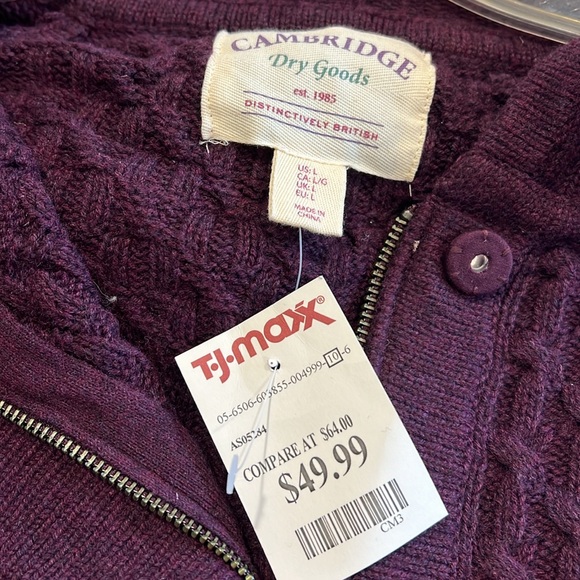 CAMBRIDGE
Dry Goods
est. 1985
DISTINCTIVELY BRITISH
US: L
CA: L/G
UK: L
EU: L
MADE IN
CHINA
T·J·maxx®
05-6506-603855-004999-10-6
AS05264
COMPARE AT $64.00
$49.99
CM3